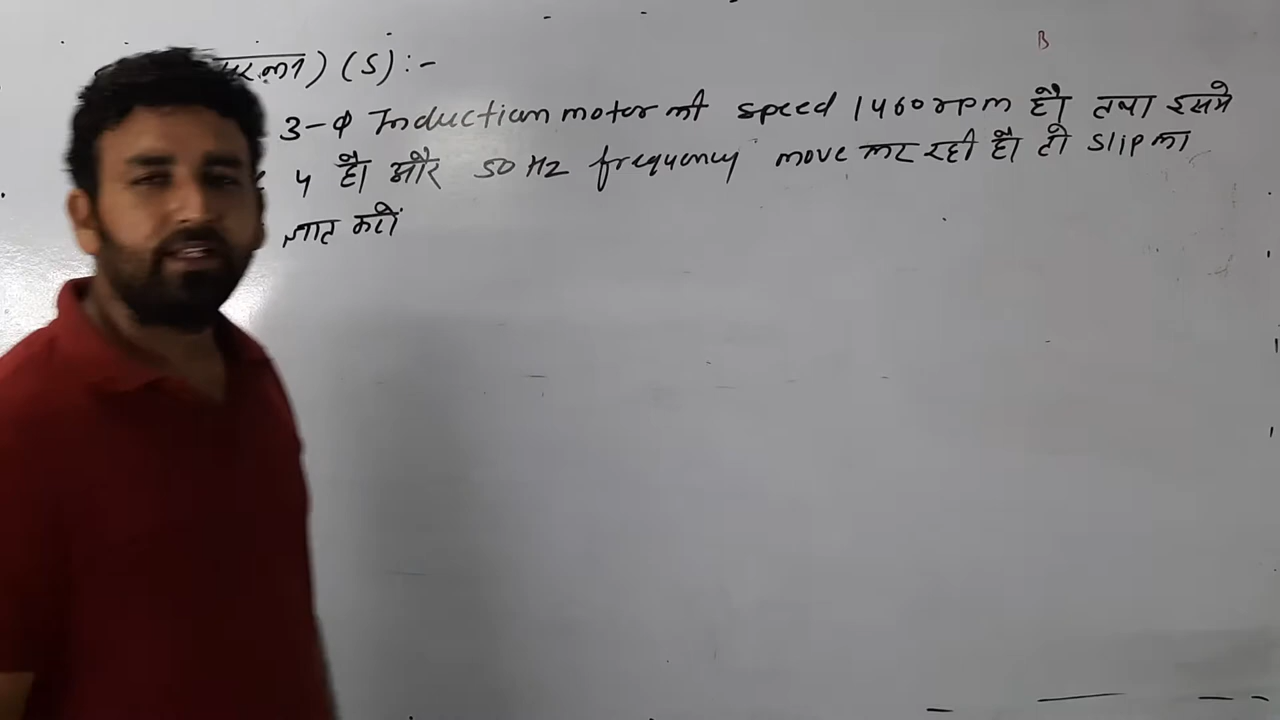 (S) :-
3-Φ Induction motor की speed 1460 rpm है। तथा इसमे
4 है। और 50 Hz frequency move कर रही है। तो slip का
ज्ञात करों
B